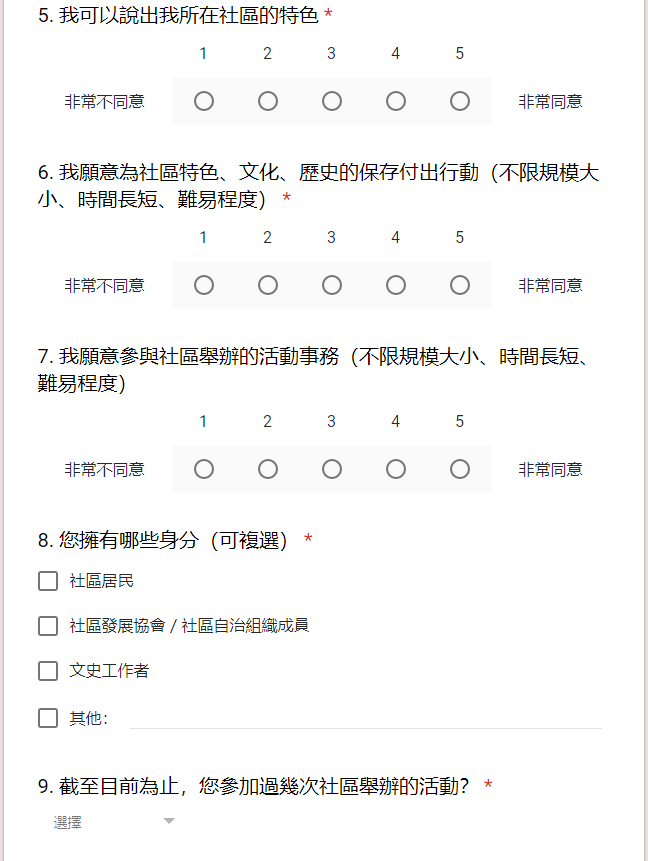 5. 我可以說出我所在社區的特色 *
1 2 3 4 5
非常不同意 非常同意
6. 我願意為社區特色、文化、歷史的保存付出行動（不限規模大
小、時間長短、難易程度） *
1 2 3 4 5
非常不同意 非常同意
7. 我願意參與社區舉辦的活動事務（不限規模大小、時間長短、
難易程度）
1 2 3 4 5
非常不同意 非常同意
8. 您擁有哪些身分（可複選） *
社區居民
社區發展協會 / 社區自治組織成員
文史工作者
其他：
9. 截至目前為止，您參加過幾次社區舉辦的活動？ *
選擇